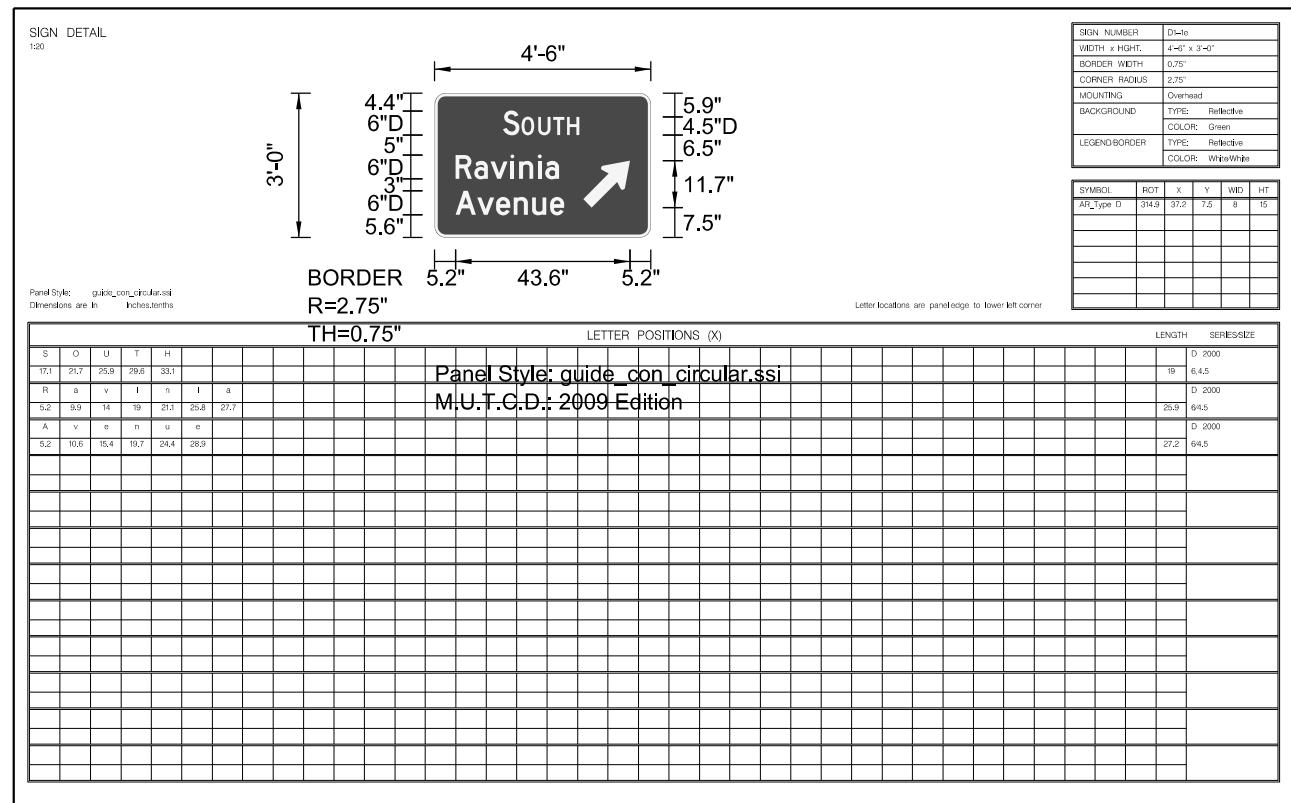 SIGN DETAIL
1:20
4'-6"
3'-0"
4.4"
6"D
5"
6"D
3"
6"D
5.6"
SOUTH
Ravinia
Avenue
5.9"
4.5"D
6.5"
11.7"
7.5"
5.2" 43.6" 5.2"
BORDER
R=2.75"
TH=0.75"
Panel Style: guide_con_circular.ssi
Dimensions are in inches.tenths
Letter locations are panel edge to lower left corner
SIGN NUMBER D1-1e
WIDTH x HGHT. 4'-6" x 3'-0"
BORDER WIDTH 0.75"
CORNER RADIUS 2.75"
MOUNTING Overhead
BACKGROUND TYPE: Reflective
COLOR: Green
LEGEND/BORDER TYPE: Reflective
COLOR: White/White
SYMBOL ROT X Y WID HT
AR_Type D 314.9 37.2 7.5 8 15
LETTER POSITIONS (X) LENGTH SERIES/SIZE
S O U T H D 2000
17.1 21.7 25.9 29.6 33.1 19 6,4.5
R a v i n i a D 2000
5.2 9.9 14 19 21.1 25.8 27.7 25.9 6/4.5
A v e n u e D 2000
5.2 10.6 15.4 19.7 24.4 28.9 27.2 6/4.5
Panel Style: guide_con_circular.ssi
M.U.T.C.D.: 2009 Edition